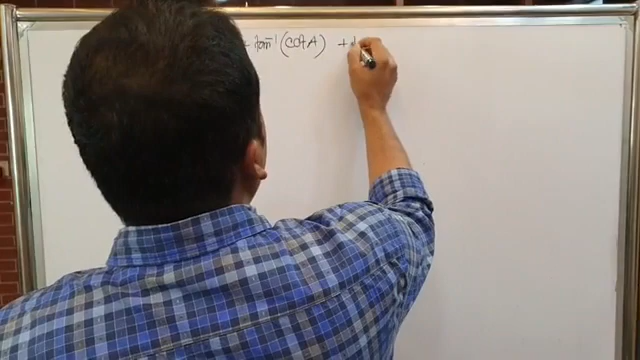 + tan⁻¹ (cot A) + t